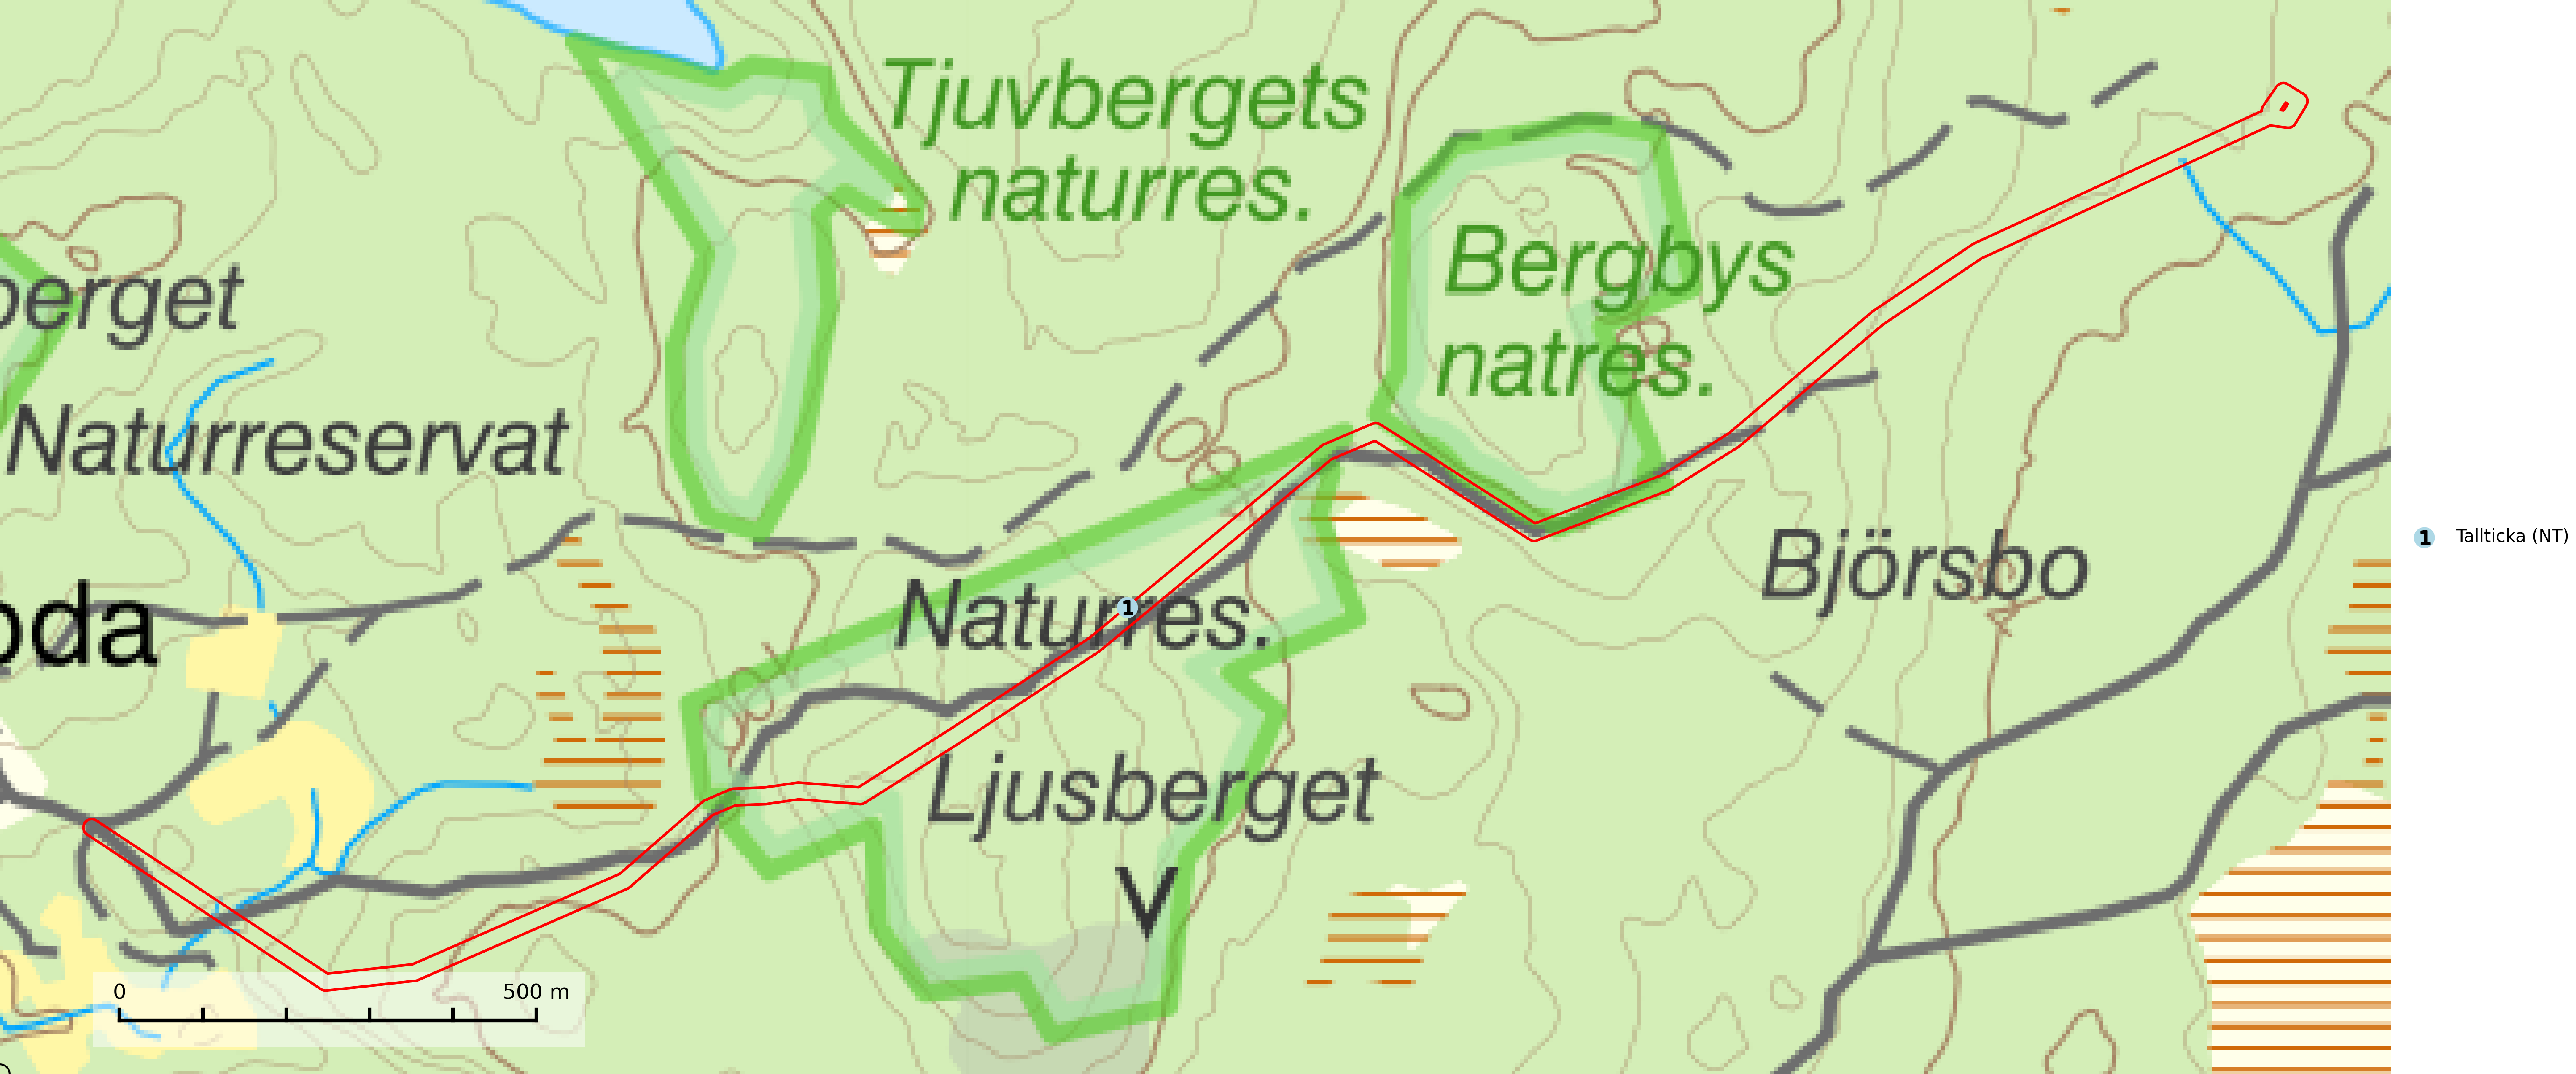 Tjuvbergets
naturres.
Bergbys
natres.
berget
Naturreservat
Björsbo
1 Tallticka (NT)
oda
Naturres.
1
Ljusberget
V
0 500 m